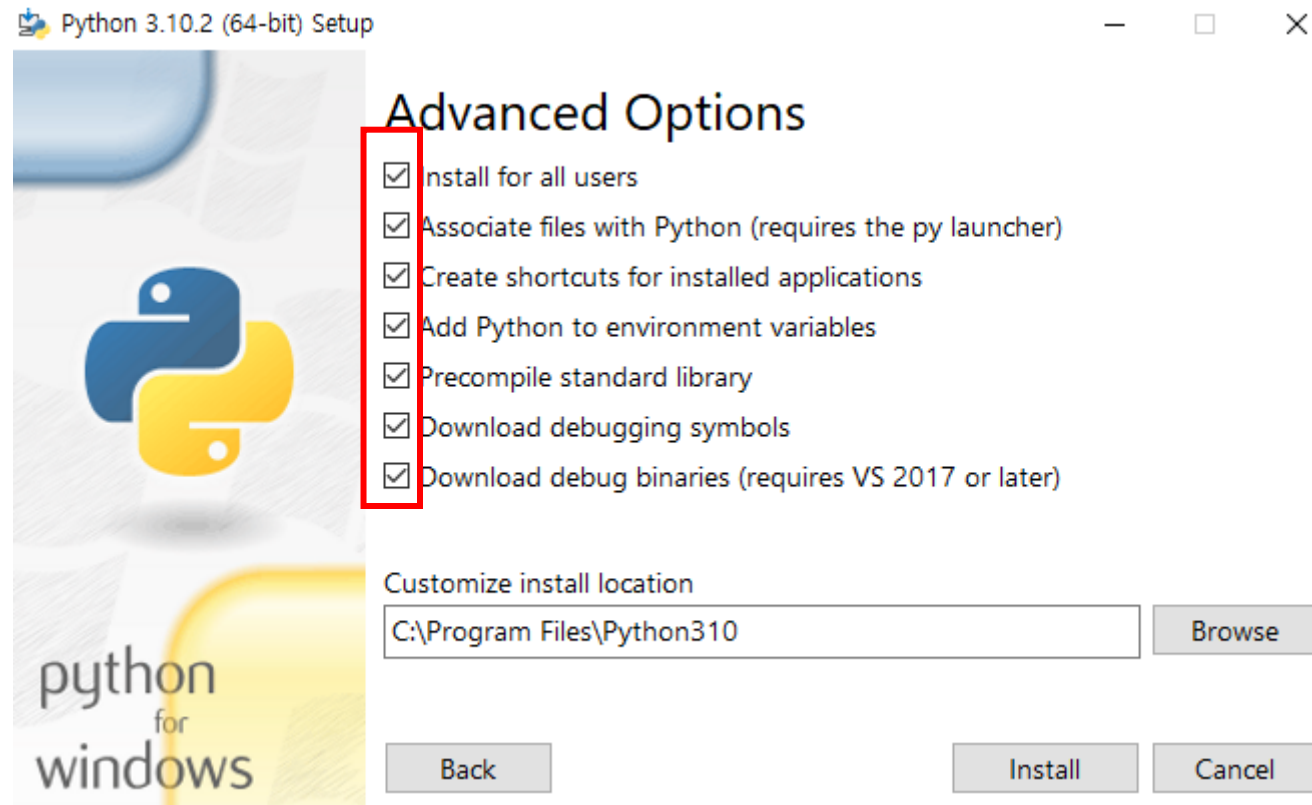 Python 3.10.2 (64-bit) Setup
Advanced Options
Install for all users
Associate files with Python (requires the py launcher)
Create shortcuts for installed applications
Add Python to environment variables
Precompile standard library
Download debugging symbols
Download debug binaries (requires VS 2017 or later)
Customize install location
C:\Program Files\Python310
Browse
python
for
windows
Back
Install
Cancel